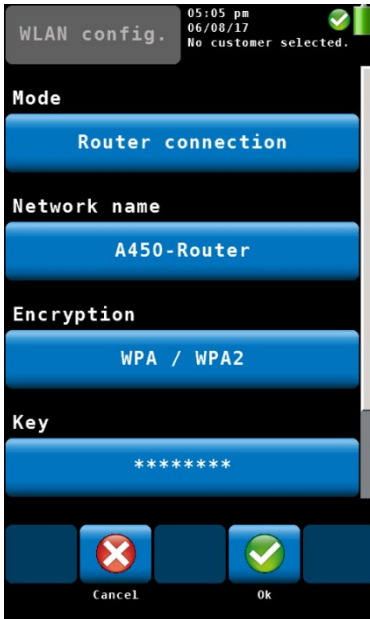 WLAN config.
05:05 pm
06/08/17
No customer selected.
Mode
Router connection
Network name
A450-Router
Encryption
WPA / WPA2
Key
********
Cancel
Ok